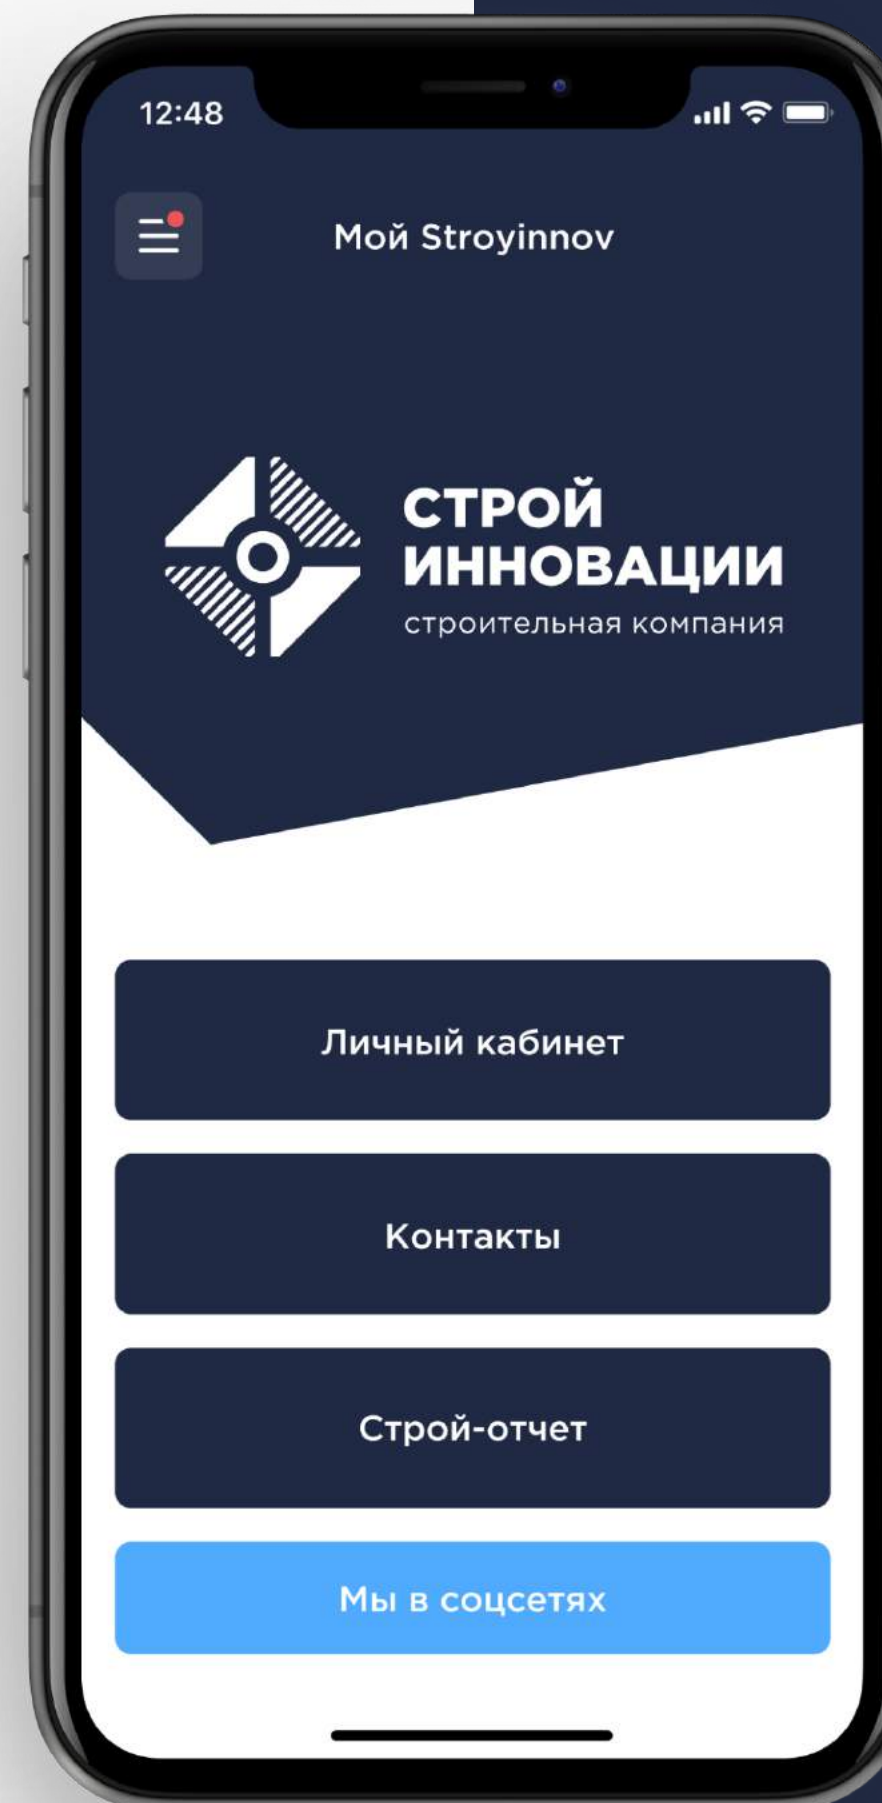 12:48
Мой Stroyinnov
СТРОЙ
ИННОВАЦИИ
строительная компания
Личный кабинет
Контакты
Строй-отчет
Мы в соцсетях